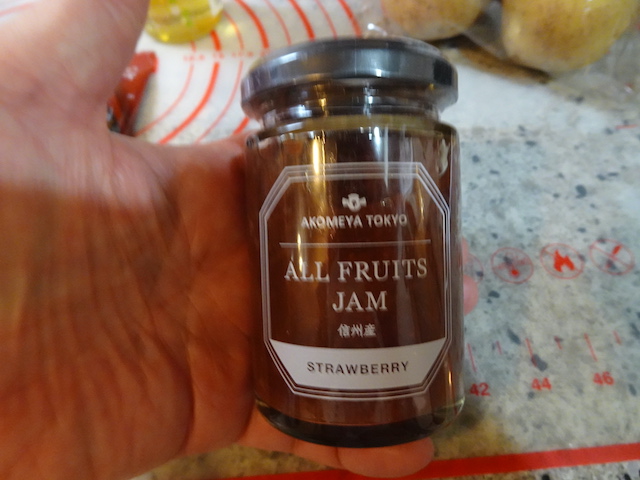 AKOMEYA TOKYO
ALL FRUITS
JAM
信州産
STRAWBERRY
42 44 46